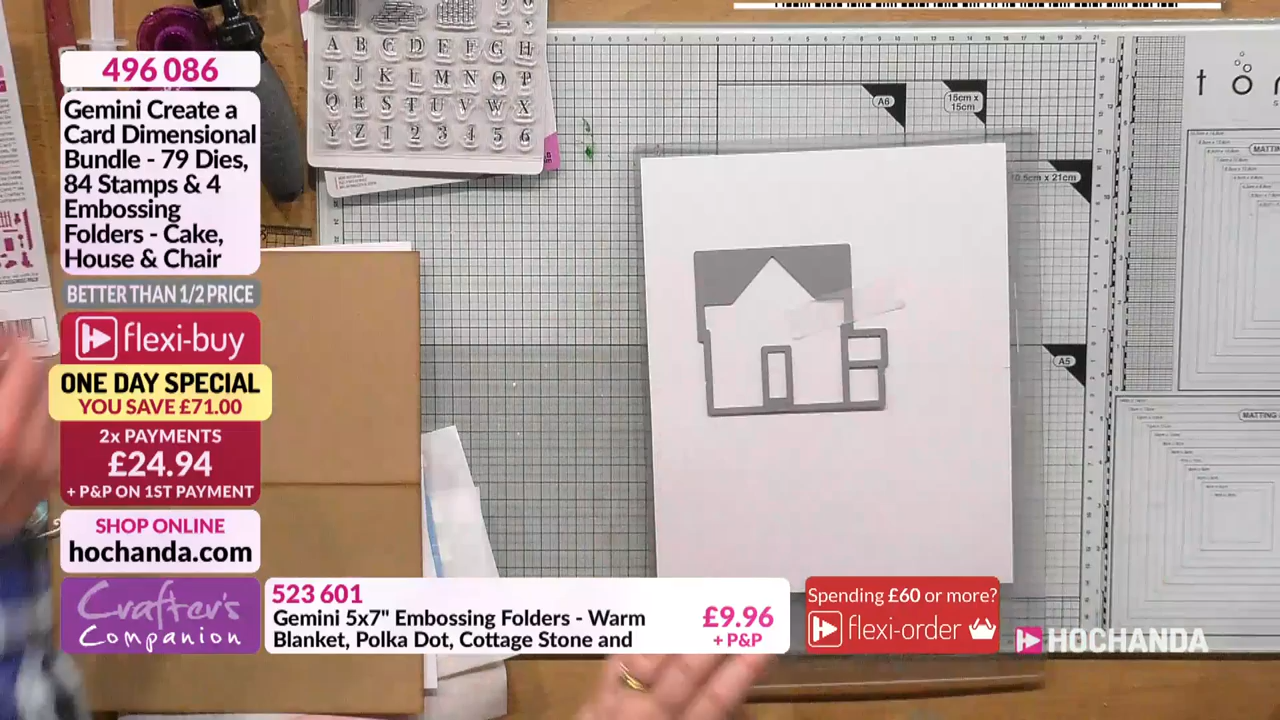 496 086
Gemini Create a
Card Dimensional
Bundle - 79 Dies,
84 Stamps & 4
Embossing
Folders - Cake,
House & Chair
BETTER THAN 1/2 PRICE
flexi-buy
ONE DAY SPECIAL
YOU SAVE £71.00
2x PAYMENTS
£24.94
+ P&P ON 1ST PAYMENT
SHOP ONLINE
hochanda.com
Crafter's
Companion
523 601
Gemini 5x7" Embossing Folders - Warm
Blanket, Polka Dot, Cottage Stone and
£9.96
+ P&P
Spending £60 or more?
flexi-order
HOCHANDA
A B C D E F G H
I J K L M N O P
Q R S T U V W X
Y Z 1 2 3 4 5 6
A6
15cm x
15cm
10.5cm x 21cm
A5